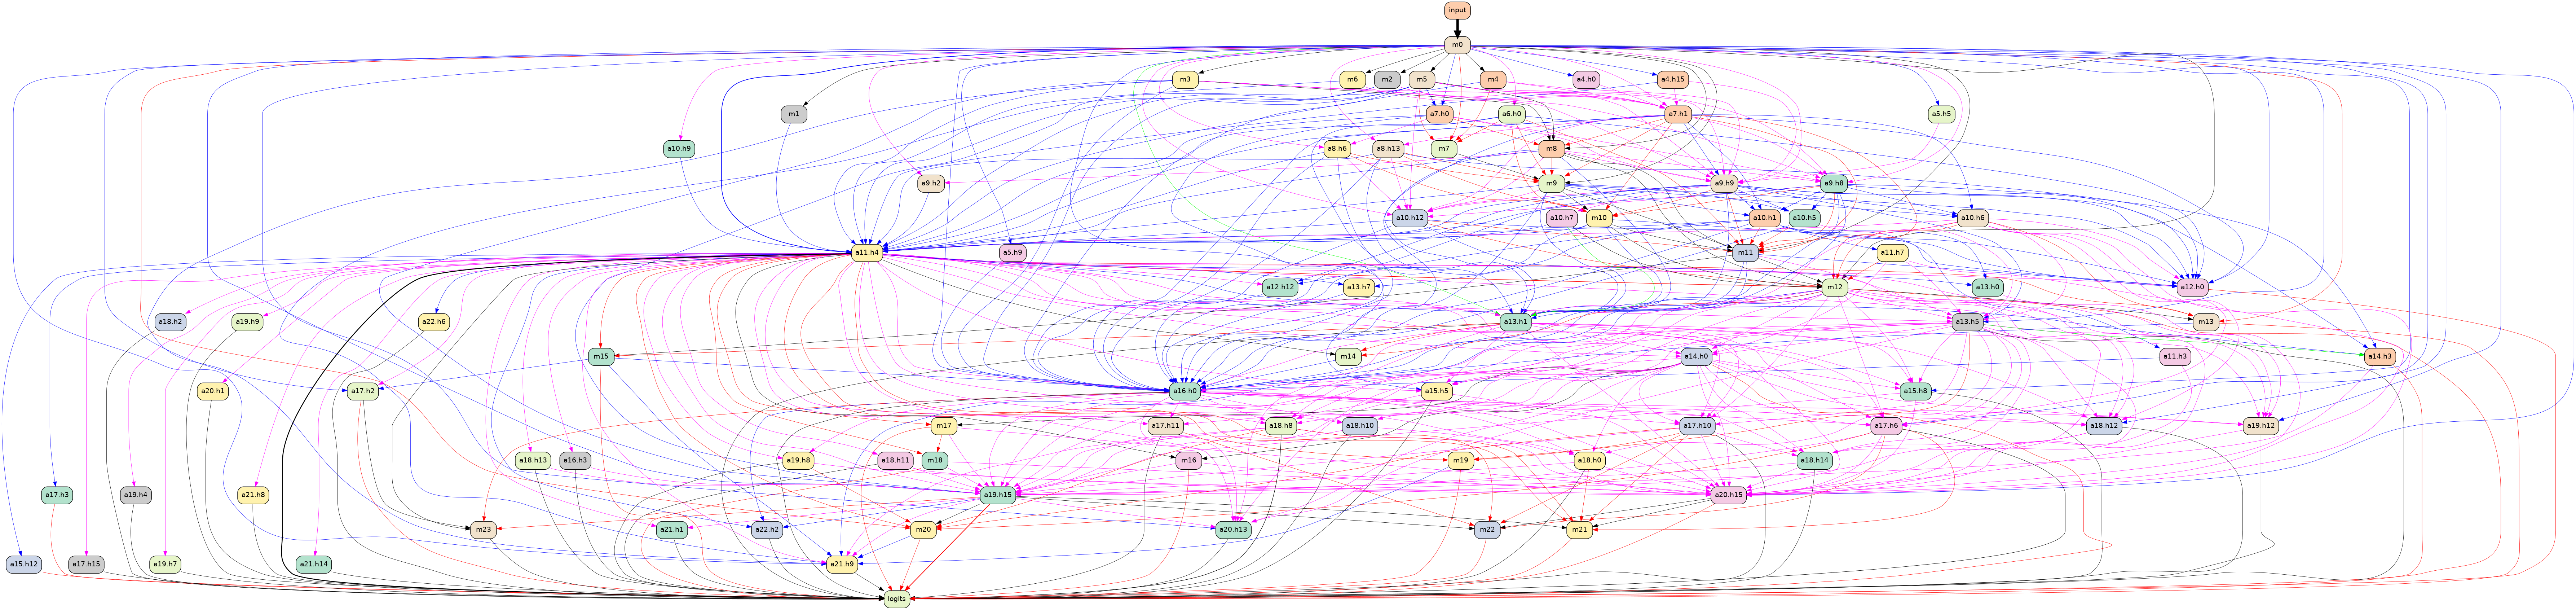 input
m0
m3 m6 m2 m5 m4 a4.h0 a4.h15
m1 a7.h0 a6.h0 a7.h1 a5.h5
a10.h9 a8.h6 a8.h13 m7 m8
a9.h2 m9 a9.h9 a9.h8
a10.h12 a10.h7 m10 a10.h1 a10.h5 a10.h6
a11.h4 a5.h9 m11 a11.h7
a12.h12 a13.h7 m12 a13.h0 a12.h0
a18.h2 a19.h9 a22.h6 a13.h1 a13.h5 m13
m15 m14 a14.h0 a11.h3 a14.h3
a20.h1 a17.h2 a16.h0 a15.h5 a15.h8
m17 a17.h11 a18.h8 a18.h10 a17.h10 a17.h6 a18.h12 a19.h12
a18.h13 a16.h3 a19.h8 a18.h11 m18 m16 m19 a18.h0 a18.h14
a17.h3 a19.h4 a21.h8 a19.h15 a20.h15
m23 a21.h1 a22.h2 m20 a20.h13 m22 m21
a15.h12 a17.h15 a19.h7 a21.h14 a21.h9
logits